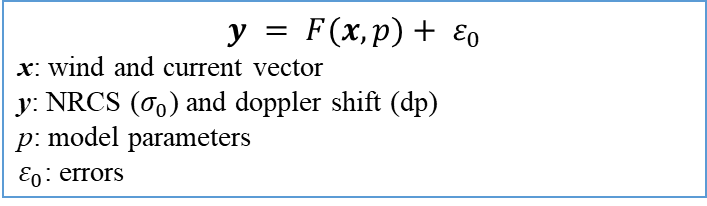 y = F(x, p) + ε₀
x: wind and current vector
y: NRCS (σ₀) and doppler shift (dp)
p: model parameters
ε₀: errors